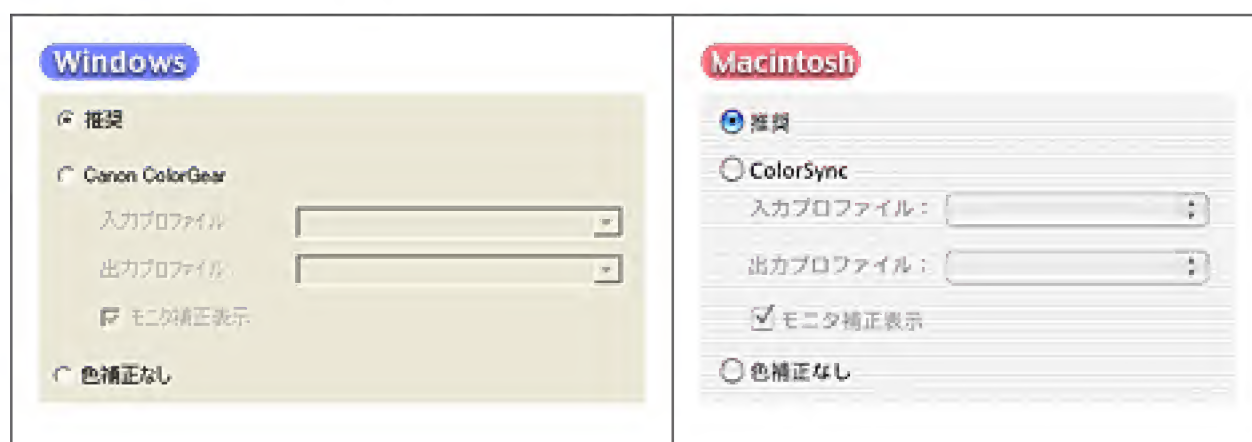 Windows
推奨
Canon ColorGear
入力プロファイル
出力プロファイル
モニタ補正表示
色補正なし
Macintosh
推奨
ColorSync
入力プロファイル：
出力プロファイル：
モニタ補正表示
色補正なし